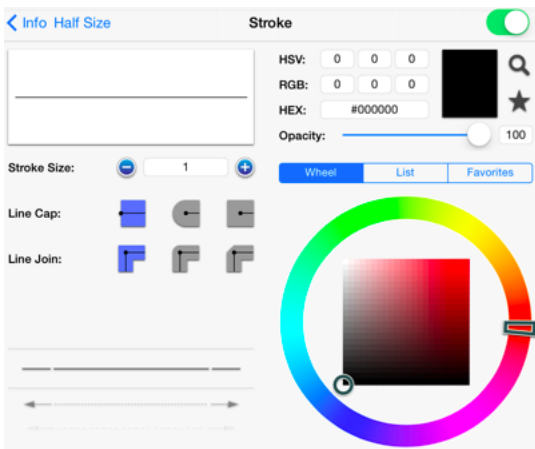 Info Half Size Stroke
HSV: 0 0 0
RGB: 0 0 0
HEX: #000000
Opacity: 100
Stroke Size: 1
Wheel List Favorites
Line Cap:
Line Join: